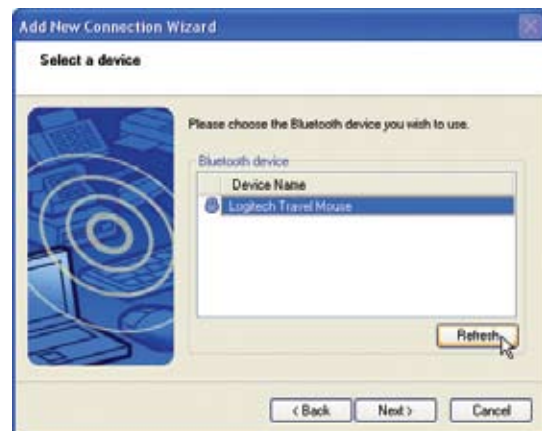 Add New Connection Wizard
Select a device
Please choose the Bluetooth device you wish to use.
Bluetooth device
Device Name
Logitech Travel Mouse
Refresh
< Back Next > Cancel